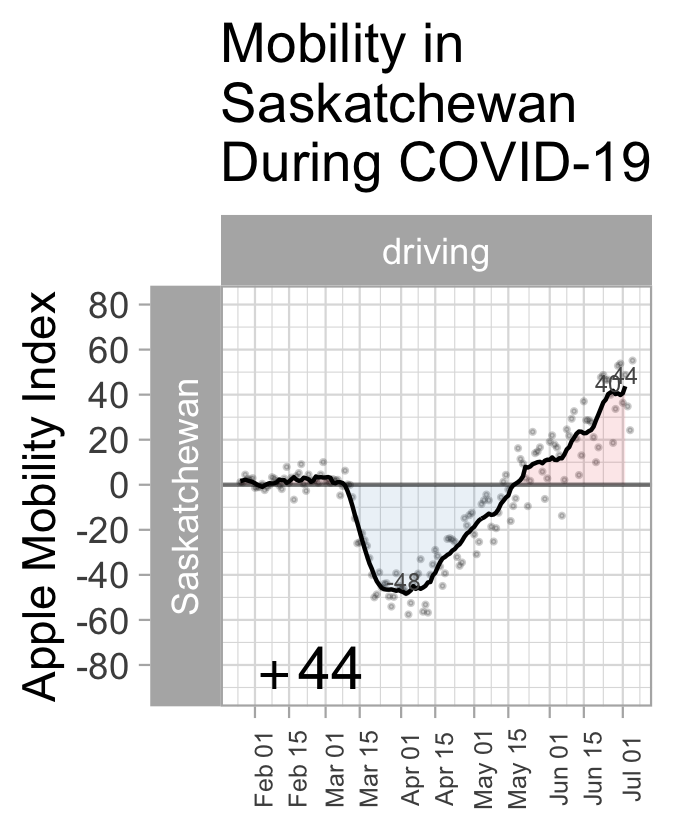 Mobility in
Saskatchewan
During COVID-19
driving
Apple Mobility Index
Saskatchewan
80
60
40
20
0
-20
-40
-60
-80
40
44
-48
+44
Feb 01
Feb 15
Mar 01
Mar 15
Apr 01
Apr 15
May 01
May 15
Jun 01
Jun 15
Jul 01